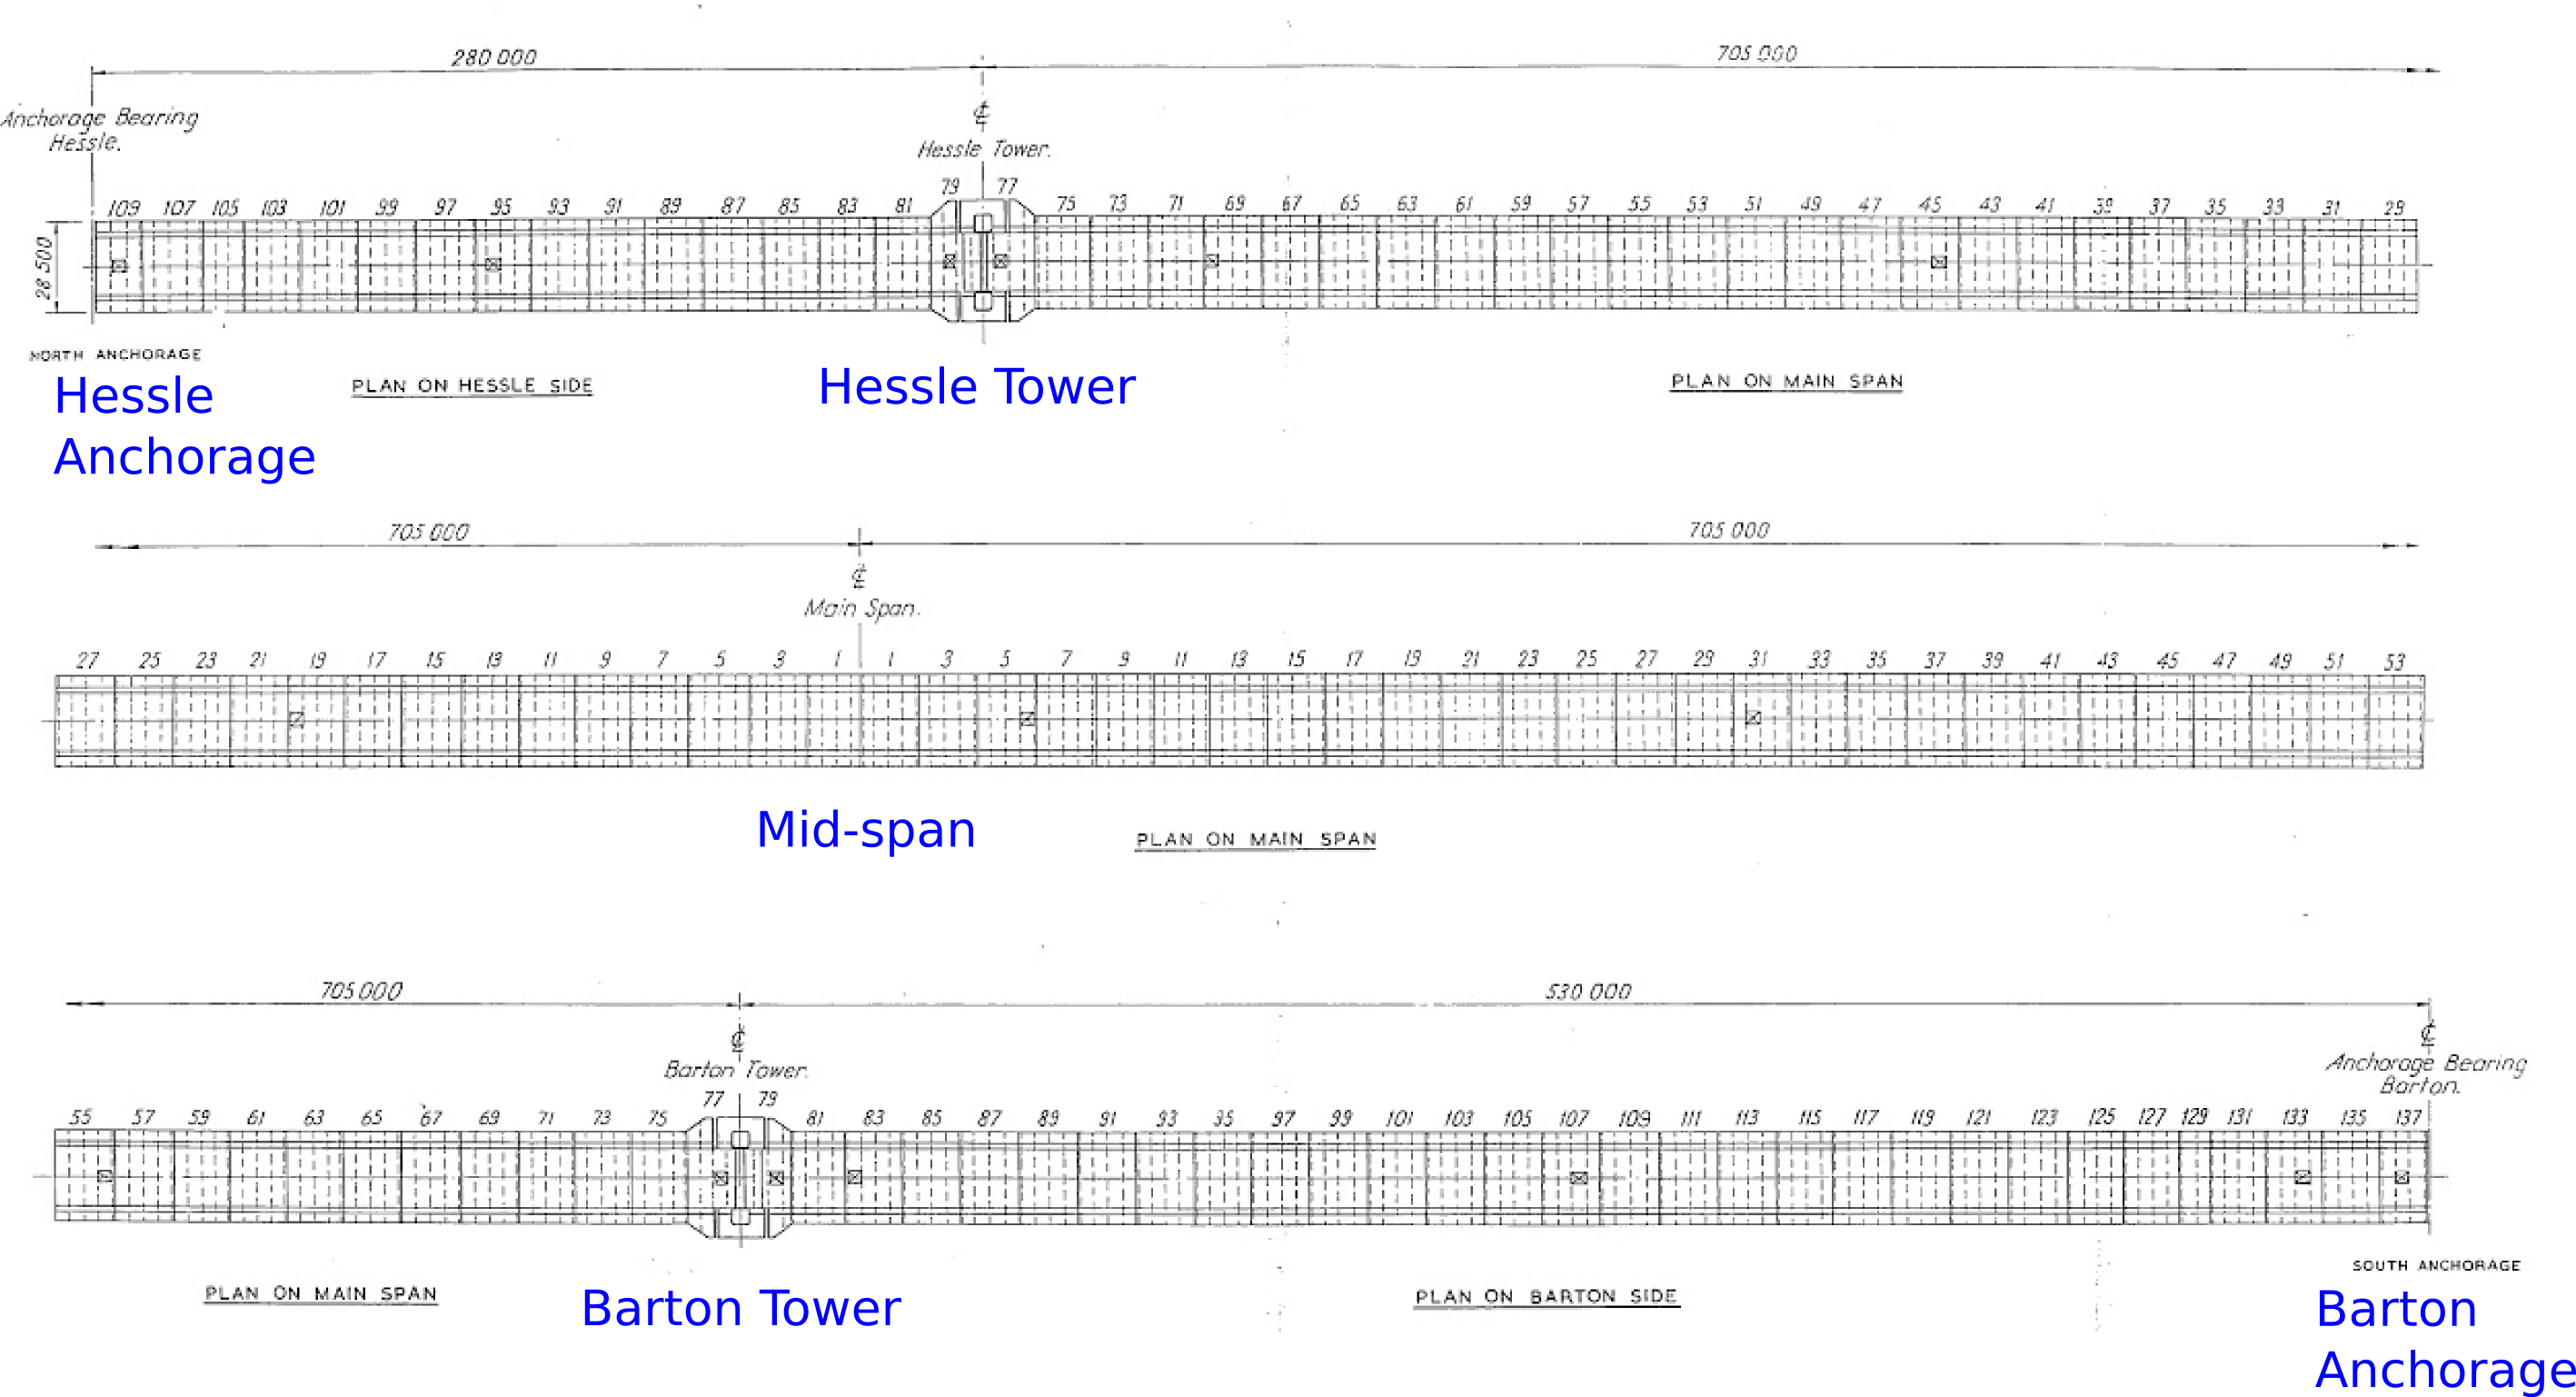 280 000 705 000
Anchorage Bearing
Hessle.
℄
Hessle Tower.
79 77
109 107 105 103 101 99 97 95 93 91 89 87 85 83 81 75 73 71 69 67 65 63 61 59 57 55 53 51 49 47 45 43 41 39 37 35 33 31 29
28 500
NORTH ANCHORAGE
Hessle
Anchorage
PLAN ON HESSLE SIDE
Hessle Tower
PLAN ON MAIN SPAN
705 000 705 000
℄
Main Span.
27 25 23 21 19 17 15 13 11 9 7 5 3 1 1 3 5 7 9 11 13 15 17 19 21 23 25 27 29 31 33 35 37 39 41 43 45 47 49 51 53
Mid-span
PLAN ON MAIN SPAN
705 000 530 000
℄ ℄
Barton Tower.
Anchorage Bearing
Barton.
77 79
55 57 59 61 63 65 67 69 71 73 75 81 83 85 87 89 91 93 95 97 99 101 103 105 107 109 111 113 115 117 119 121 123 125 127 129 131 133 135 137
PLAN ON MAIN SPAN
Barton Tower
PLAN ON BARTON SIDE
SOUTH ANCHORAGE
Barton
Anchorage